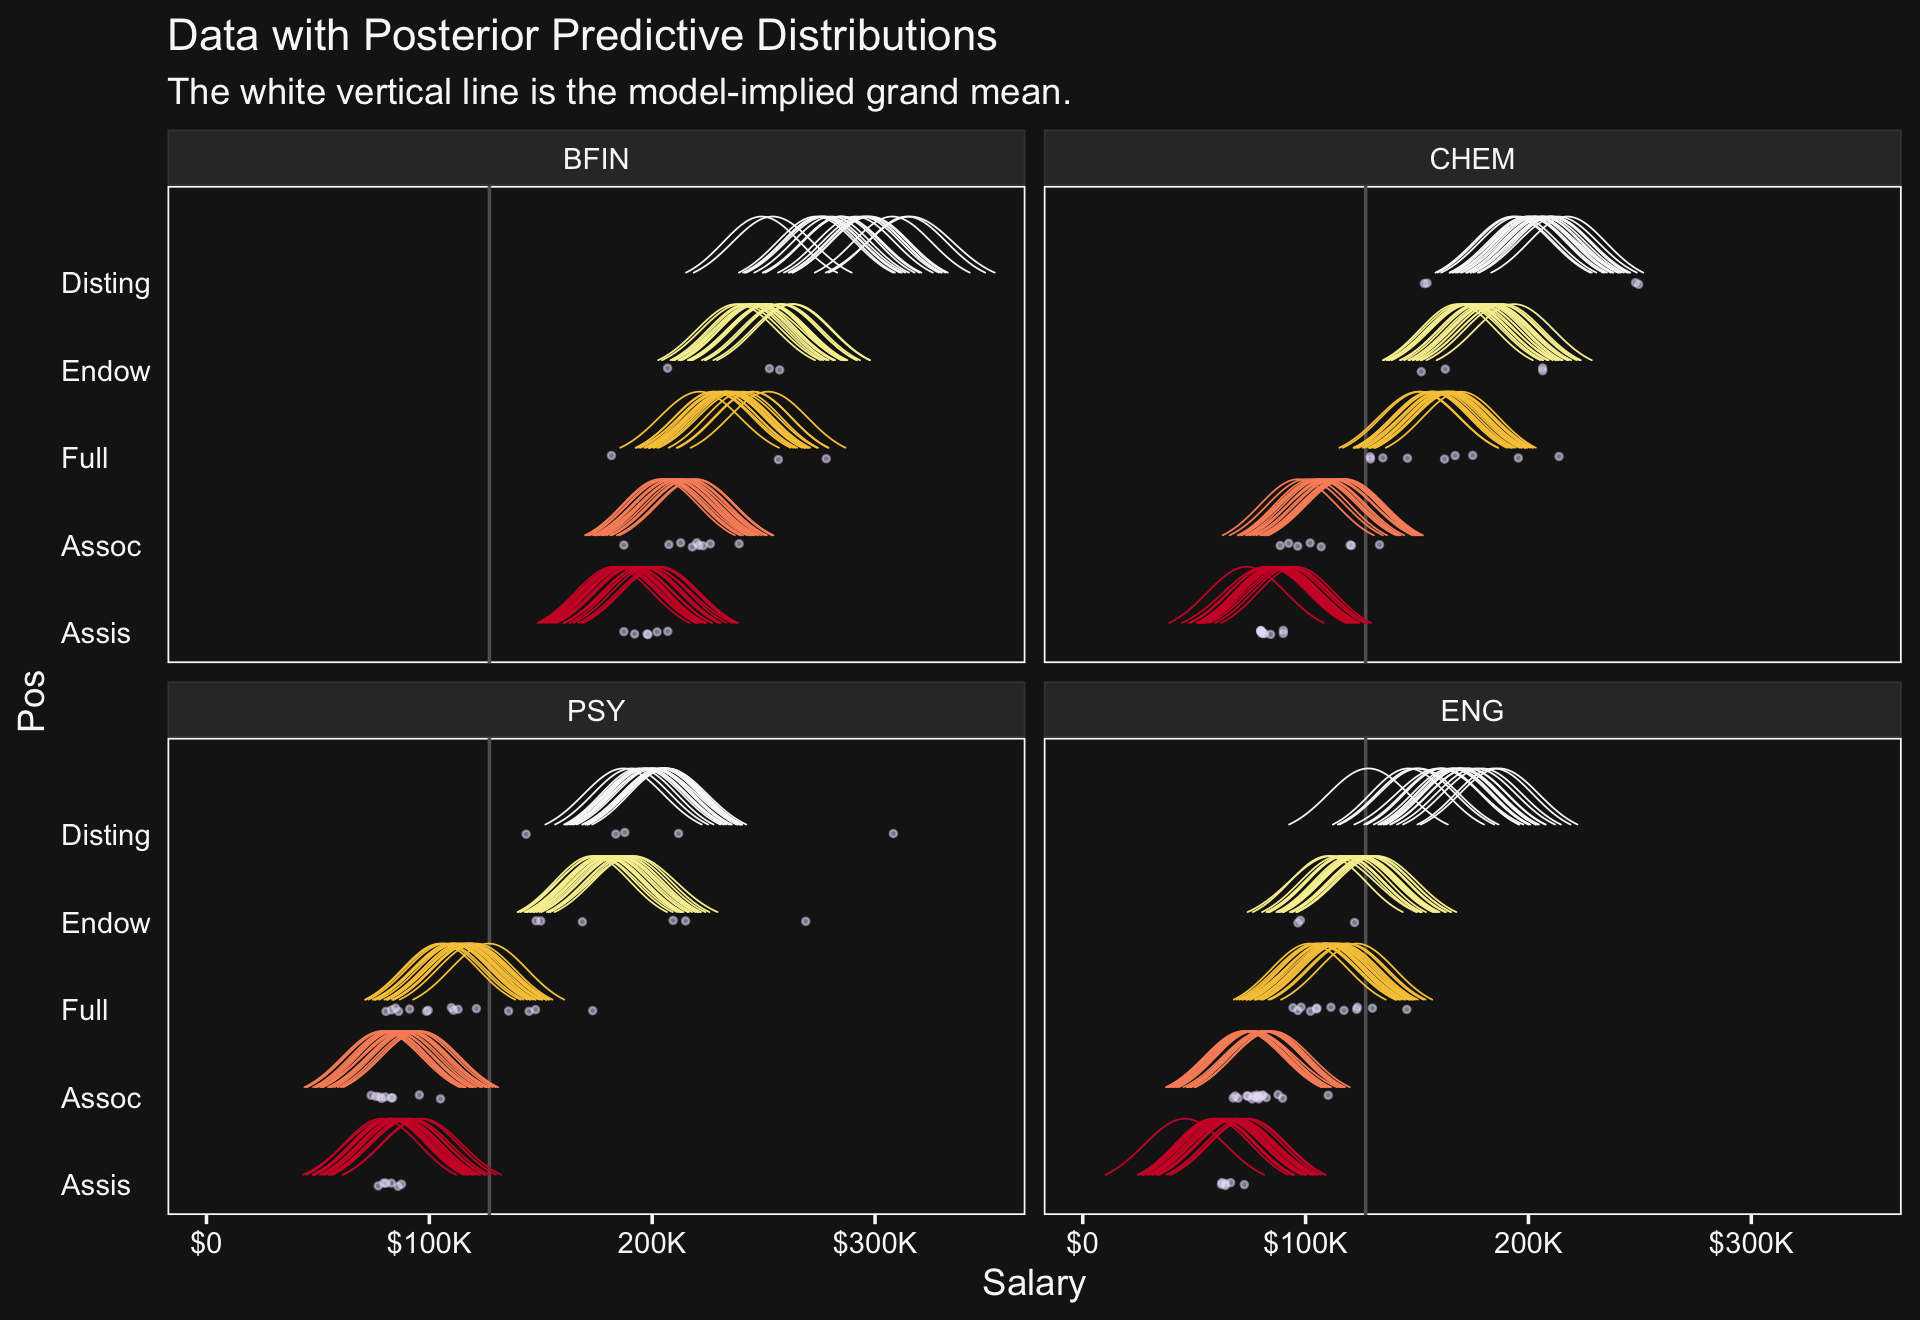 Data with Posterior Predictive Distributions
The white vertical line is the model-implied grand mean.
BFIN
CHEM
Disting
Endow
Full
Assoc
Assis
Pos
PSY
ENG
Disting
Endow
Full
Assoc
Assis
$0 $100K 200K $300K $0 $100K 200K $300K
Salary